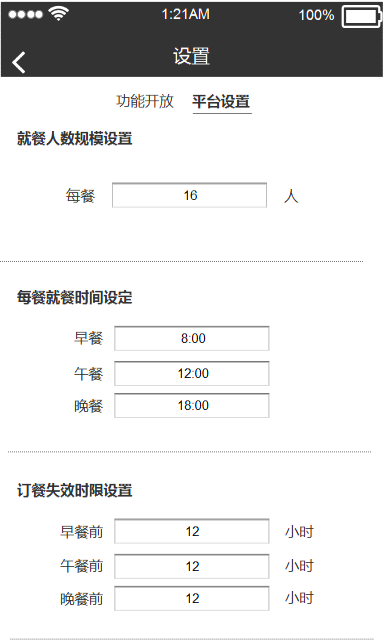 1:21AM 100%
设置
功能开放 平台设置
就餐人数规模设置
每餐 16 人
每餐就餐时间设定
早餐 8:00
午餐 12:00
晚餐 18:00
订餐失效时限设置
早餐前 12 小时
午餐前 12 小时
晚餐前 12 小时